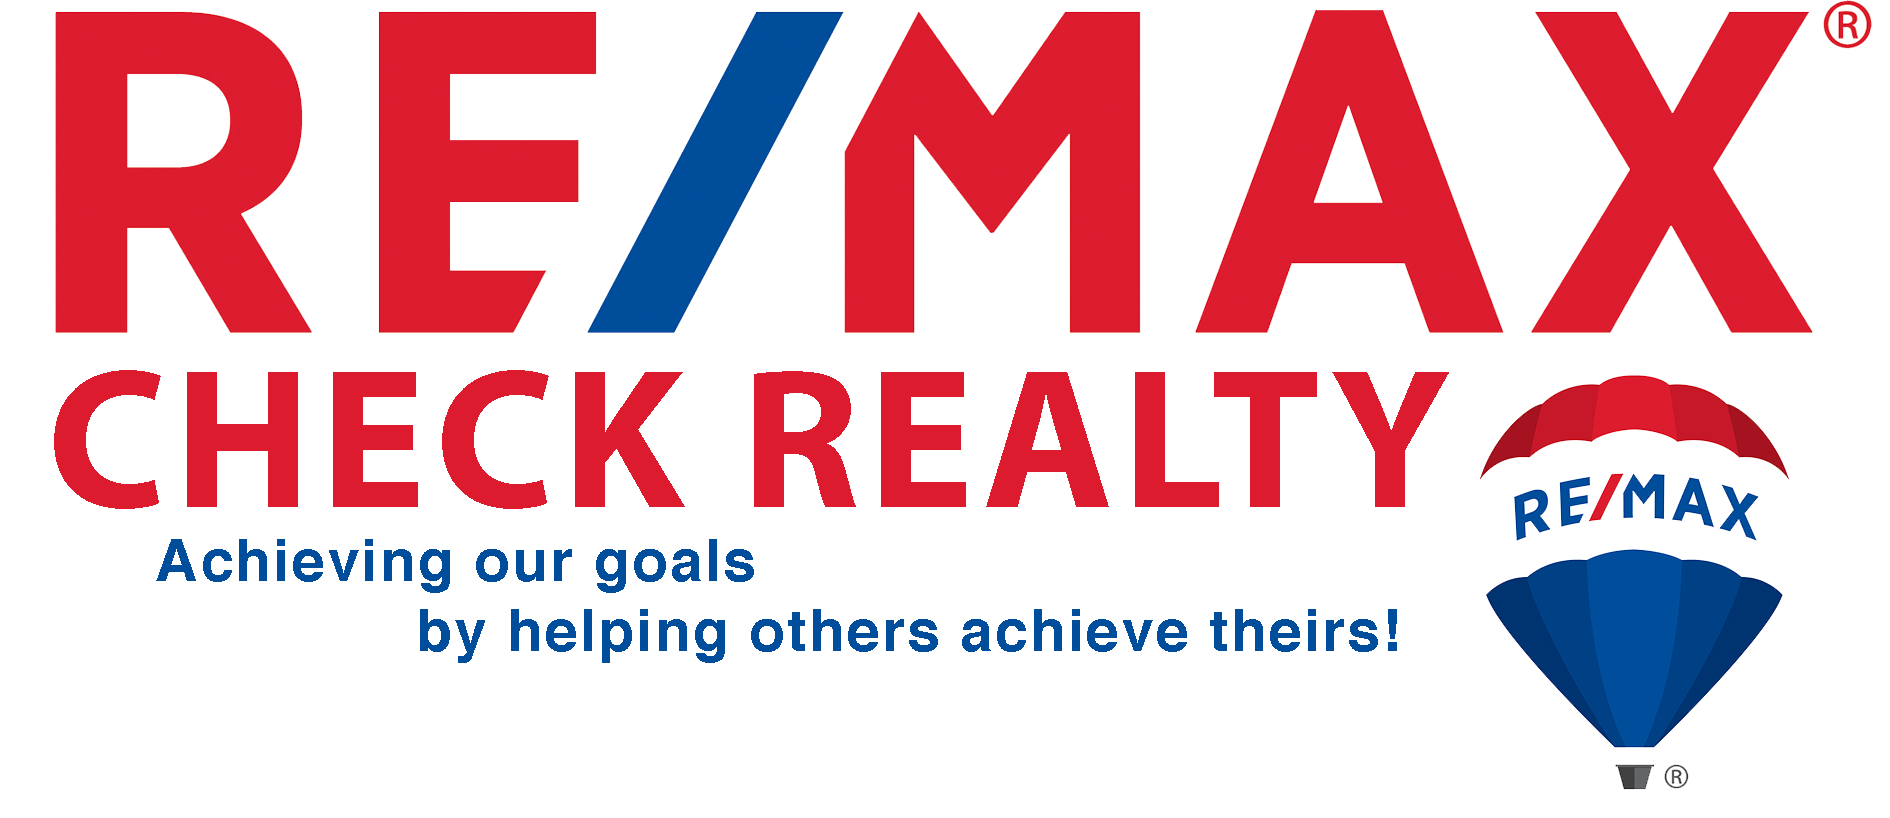 RE/MAX®
CHECK REALTY
RE/MAX
Achieving our goals
by helping others achieve theirs!
®